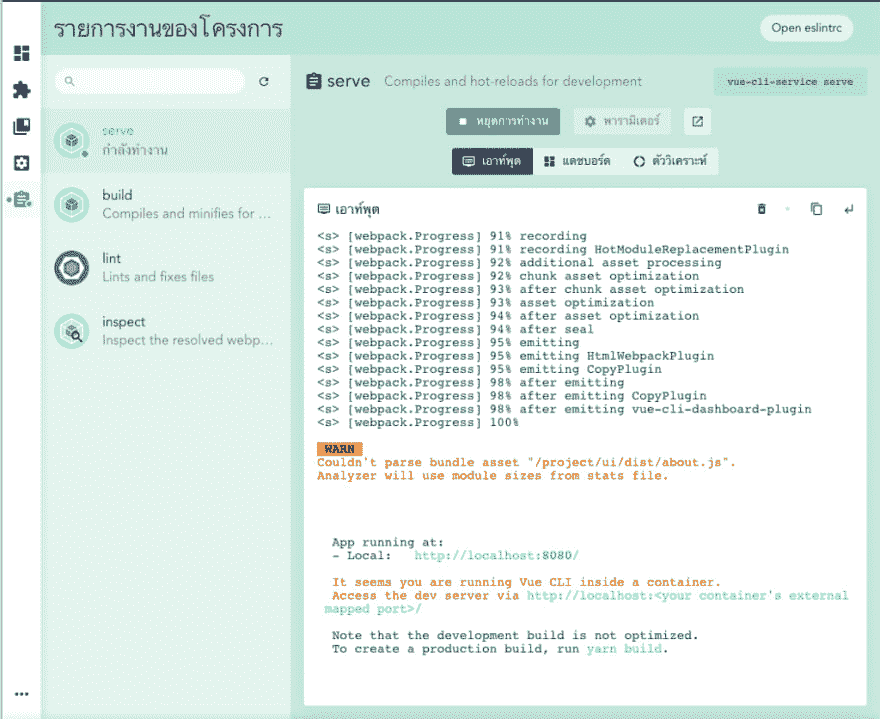 รายการงานของโครงการ
Open eslintrc
serve
กำลังทำงาน
build
Compiles and minifies for ...
lint
Lints and fixes files
inspect
Inspect the resolved webp...
serve Compiles and hot-reloads for development
vue-cli-service serve
หยุดการทำงาน
พารามิเตอร์
เอาท์พุต
แดชบอร์ด
ตัววิเคราะห์
เอาท์พุต
<s> [webpack.Progress] 91% recording
<s> [webpack.Progress] 91% recording HotModuleReplacementPlugin
<s> [webpack.Progress] 92% additional asset processing
<s> [webpack.Progress] 92% chunk asset optimization
<s> [webpack.Progress] 93% after chunk asset optimization
<s> [webpack.Progress] 93% asset optimization
<s> [webpack.Progress] 94% after asset optimization
<s> [webpack.Progress] 94% after seal
<s> [webpack.Progress] 95% emitting
<s> [webpack.Progress] 95% emitting HtmlWebpackPlugin
<s> [webpack.Progress] 95% emitting CopyPlugin
<s> [webpack.Progress] 98% after emitting
<s> [webpack.Progress] 98% after emitting CopyPlugin
<s> [webpack.Progress] 98% after emitting vue-cli-dashboard-plugin
<s> [webpack.Progress] 100%
WARN
Couldn't parse bundle asset "/project/ui/dist/about.js".
Analyzer will use module sizes from stats file.
App running at:
- Local: http://localhost:8080/
It seems you are running Vue CLI inside a container.
Access the dev server via http://localhost:<your container's external
mapped port>/
Note that the development build is not optimized.
To create a production build, run yarn build.